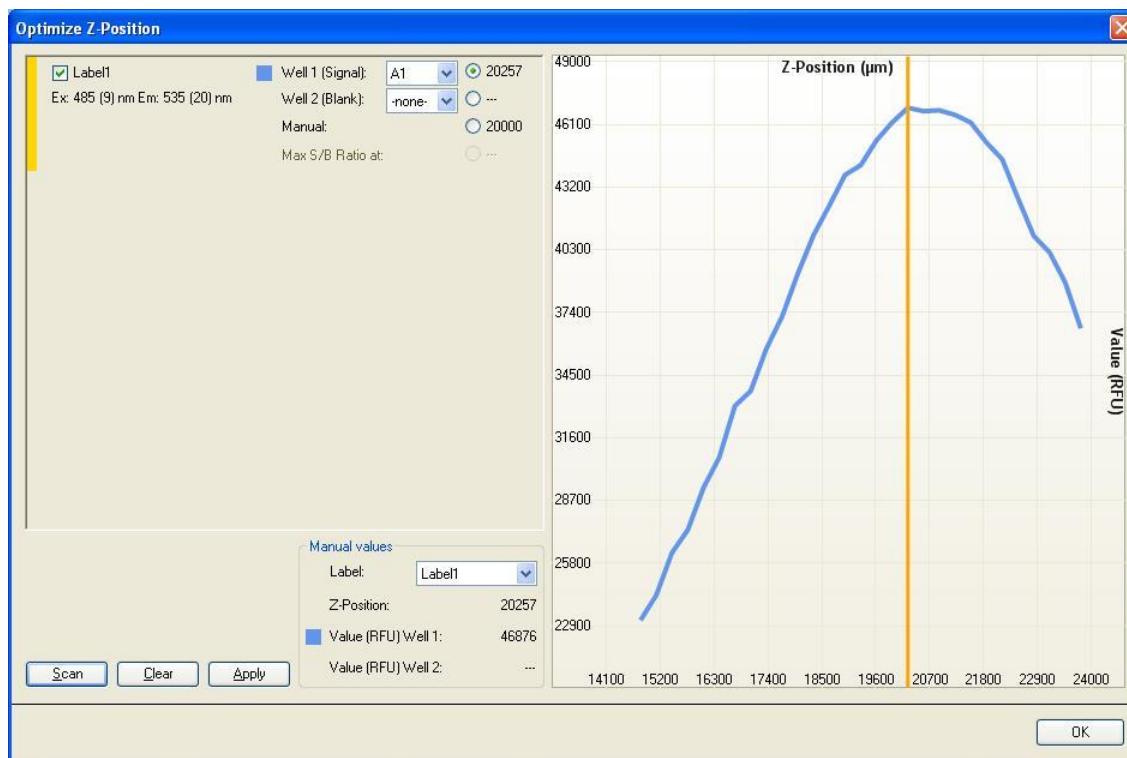 Optimize Z-Position
Label1
Ex: 485 (9) nm Em: 535 (20) nm
Well 1 (Signal): A1 20257
Well 2 (Blank): -none- ---
Manual: 20000
Max S/B Ratio at: ---
Manual values
Label: Label1
Z-Position: 20257
Value (RFU) Well 1: 46876
Value (RFU) Well 2: ---
Scan Clear Apply
Z-Position (µm)
49000
46100
43200
40300
37400
34500
31600
28700
25800
22900
Value (RFU)
14100 15200 16300 17400 18500 19600 20700 21800 22900 24000
OK